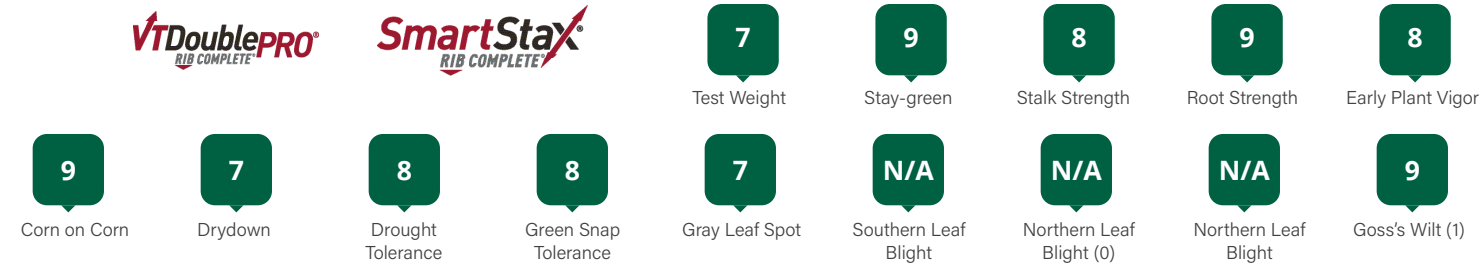 VTDoublePRO®
RIB COMPLETE®
SmartStax®
RIB COMPLETE®
7
Test Weight
9
Stay-green
8
Stalk Strength
9
Root Strength
8
Early Plant Vigor
9
Corn on Corn
7
Drydown
8
Drought
Tolerance
8
Green Snap
Tolerance
7
Gray Leaf Spot
N/A
Southern Leaf
Blight
N/A
Northern Leaf
Blight (0)
N/A
Northern Leaf
Blight
9
Goss's Wilt (1)